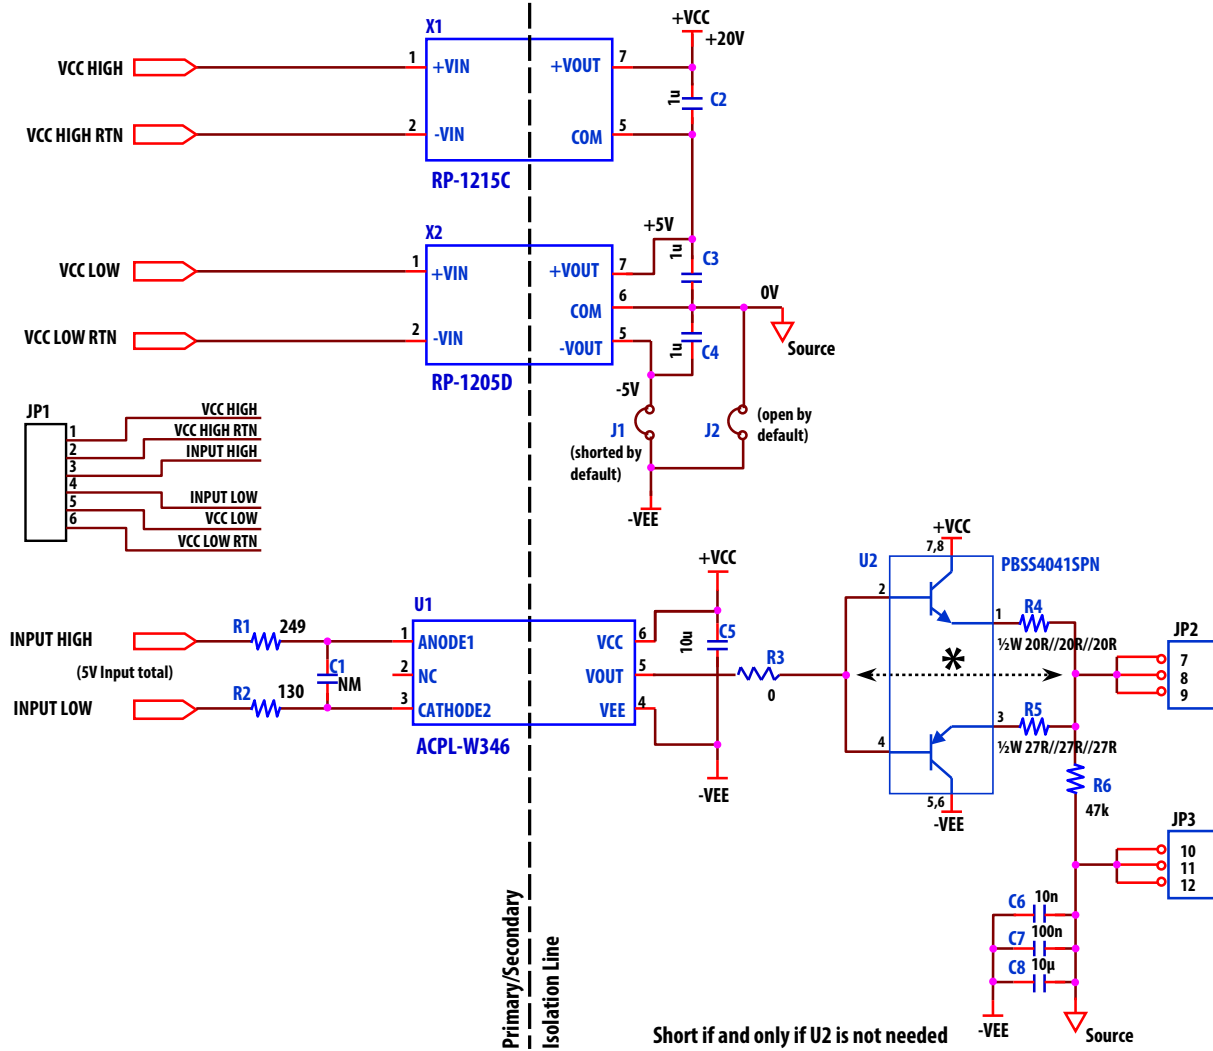 X1
+VCC
+20V
VCC HIGH
1
+VIN
+VOUT
7
1u
C2
VCC HIGH RTN
2
-VIN
COM
5
RP-1215C
X2
+5V
VCC LOW
1
+VIN
+VOUT
7
1u
C3
COM
6
0V
VCC LOW RTN
2
-VIN
-VOUT
5
1u
C4
Source
RP-1205D
-5V
JP1
1
VCC HIGH
2
VCC HIGH RTN
3
INPUT HIGH
4
INPUT LOW
5
VCC LOW
6
VCC LOW RTN
J1
(shorted by
default)
J2
(open by
default)
-VEE
+VCC
+VCC
7,8
U2
PBSS4041SPN
U1
2
1
R4
½W 20R//20R//20R
INPUT HIGH
R1
249
1
ANODE1
VCC
6
10u
C5
(5V Input total)
C1
NM
2
NC
VOUT
5
R3
0
*
JP2
7
8
9
INPUT LOW
R2
130
3
CATHODE2
VEE
4
ACPL-W346
4
3
R5
½W 27R//27R//27R
-VEE
5,6
-VEE
R6
47k
JP3
10
11
12
C6
10n
C7
100n
C8
10µ
-VEE
Source
Primary/Secondary
Isolation Line
Short if and only if U2 is not needed